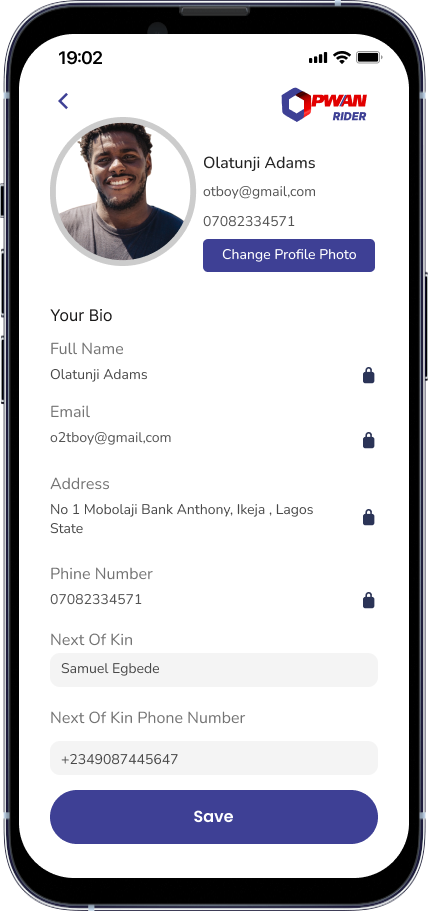 19:02
PWAN
RIDER
Olatunji Adams
otboy@gmail,com
07082334571
Change Profile Photo
Your Bio
Full Name
Olatunji Adams
Email
o2tboy@gmail,com
Address
No 1 Mobolaji Bank Anthony, Ikeja , Lagos
State
Phine Number
07082334571
Next Of Kin
Samuel Egbede
Next Of Kin Phone Number
+2349087445647
Save